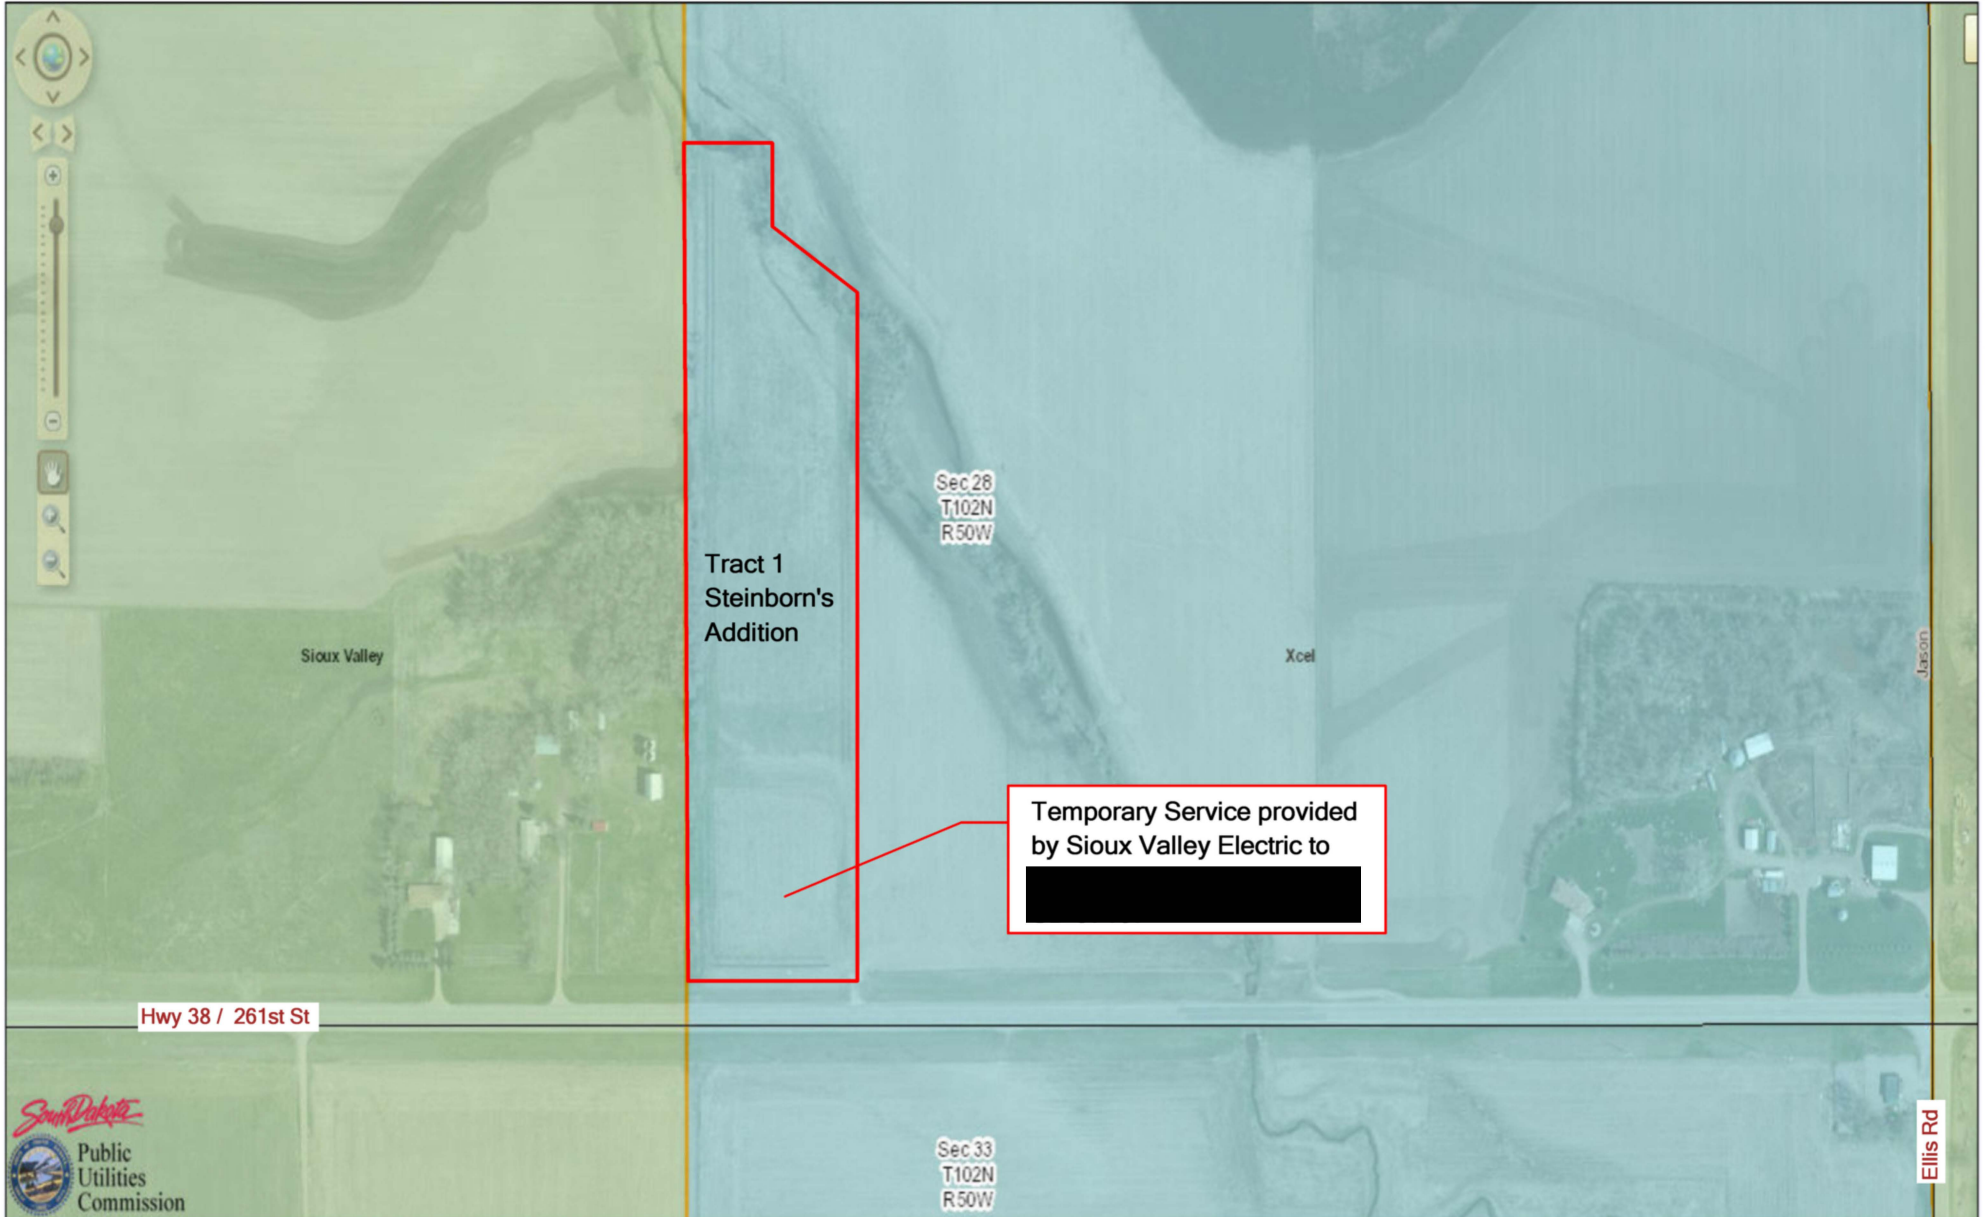 Sec 28
T102N
R50W
Tract 1
Steinborn's
Addition
Sioux Valley
Xcel
Jason
Temporary Service provided
by Sioux Valley Electric to
Hwy 38 / 261st St
South Dakota
Public
Utilities
Commission
Sec 33
T102N
R50W
Ellis Rd